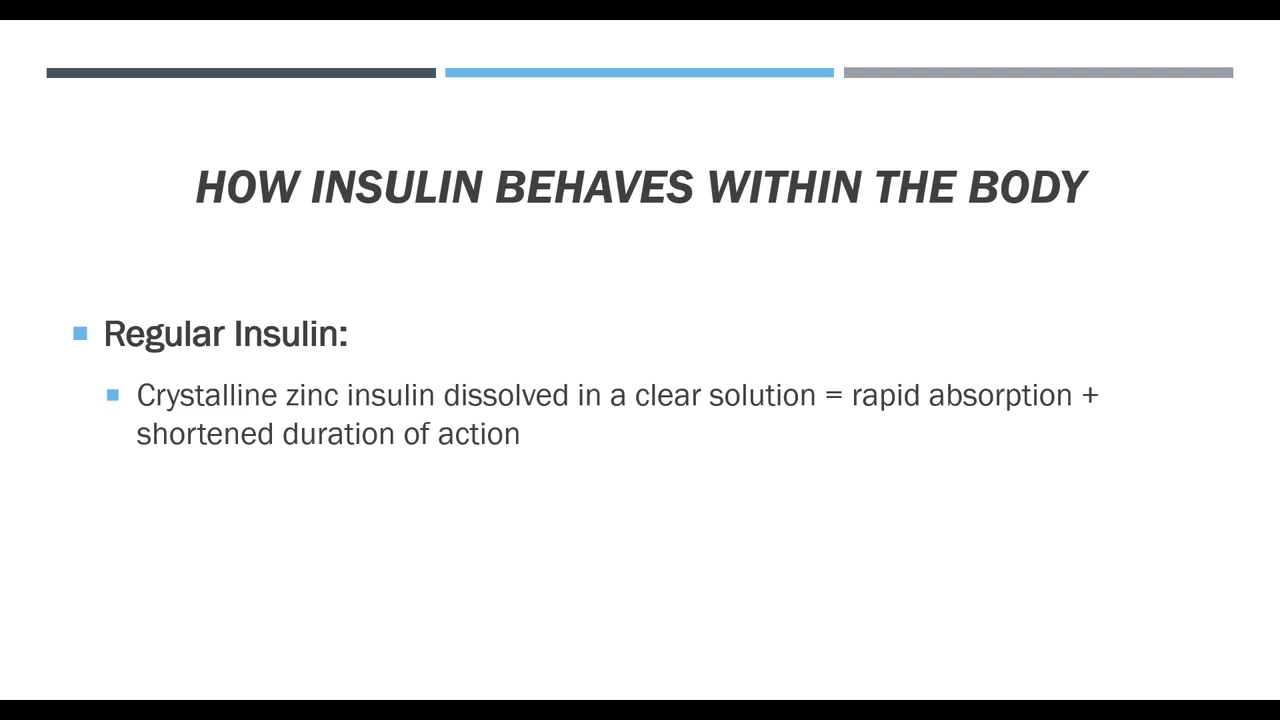 HOW INSULIN BEHAVES WITHIN THE BODY
Regular Insulin:
Crystalline zinc insulin dissolved in a clear solution = rapid absorption +
shortened duration of action